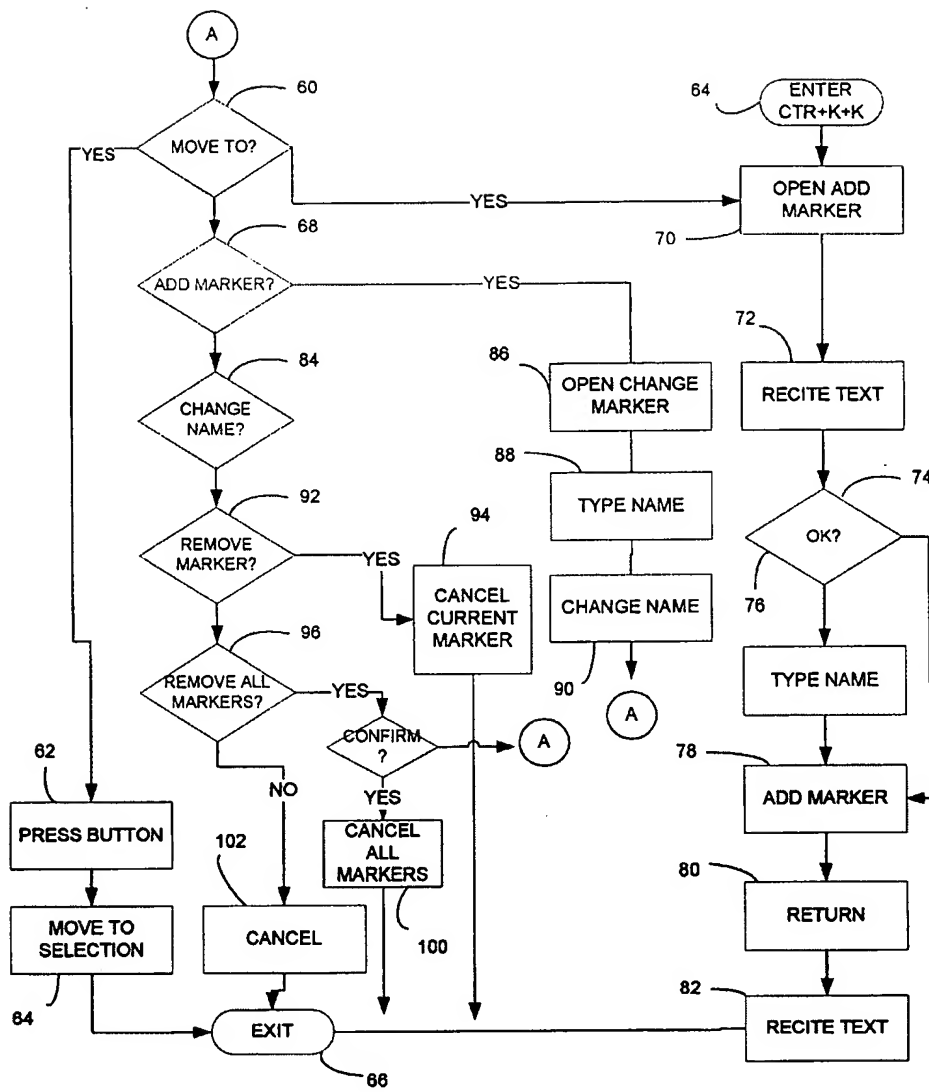 A
60
MOVE TO?
YES
64
ENTER
CTR+K+K
YES
OPEN ADD
MARKER
70
68
ADD MARKER?
YES
72
RECITE TEXT
84
CHANGE
NAME?
86
OPEN CHANGE
MARKER
88
TYPE NAME
74
OK?
76
92
REMOVE
MARKER?
YES
94
CANCEL
CURRENT
MARKER
CHANGE NAME
90
A
TYPE NAME
96
REMOVE ALL
MARKERS?
YES
CONFIRM
?
A
78
ADD MARKER
62
PRESS BUTTON
NO
YES
CANCEL
ALL
MARKERS
100
80
RETURN
MOVE TO
SELECTION
64
102
CANCEL
82
RECITE TEXT
EXIT
66